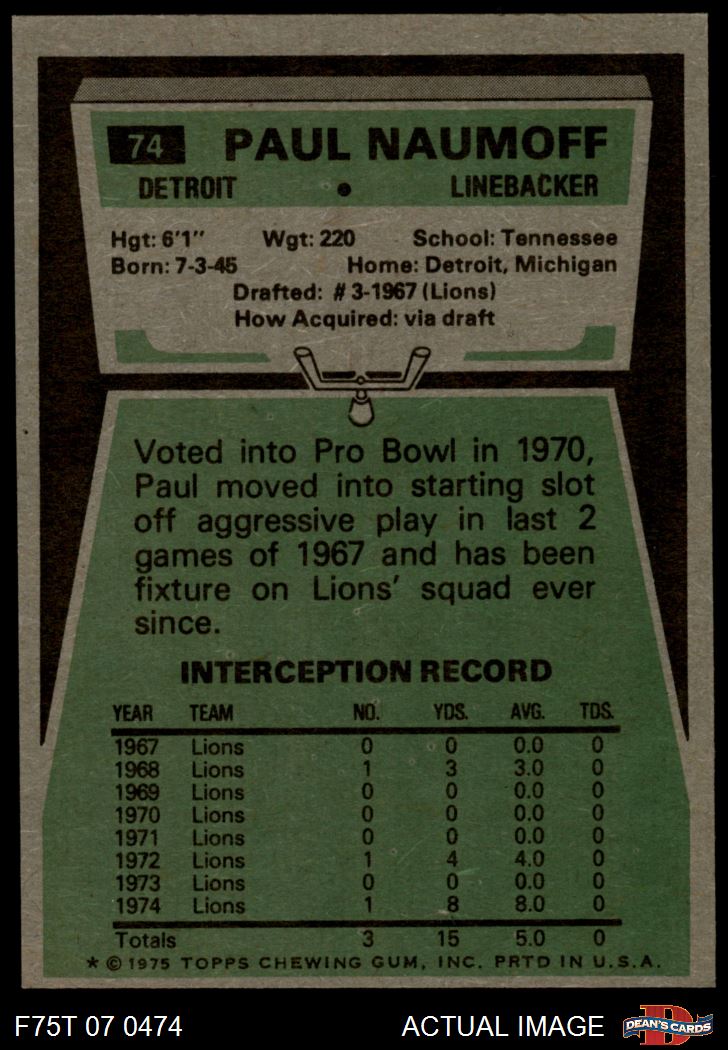 74 PAUL NAUMOFF
DETROIT • LINEBACKER
Hgt: 6'1" Wgt: 220 School: Tennessee
Born: 7-3-45 Home: Detroit, Michigan
Drafted: #3-1967 (Lions)
How Acquired: via draft
Voted into Pro Bowl in 1970,
Paul moved into starting slot
off aggressive play in last 2
games of 1967 and has been
fixture on Lions' squad ever
since.
INTERCEPTION RECORD
YEAR TEAM NO. YDS. AVG. TDS.
1967 Lions 0 0 0.0 0
1968 Lions 1 3 3.0 0
1969 Lions 0 0 0.0 0
1970 Lions 0 0 0.0 0
1971 Lions 0 0 0.0 0
1972 Lions 1 4 4.0 0
1973 Lions 0 0 0.0 0
1974 Lions 1 8 8.0 0
Totals 3 15 5.0 0
* © 1975 TOPPS CHEWING GUM, INC. PRTD IN U.S.A.
F75T 07 0474 ACTUAL IMAGE D DEAN'S CARDS